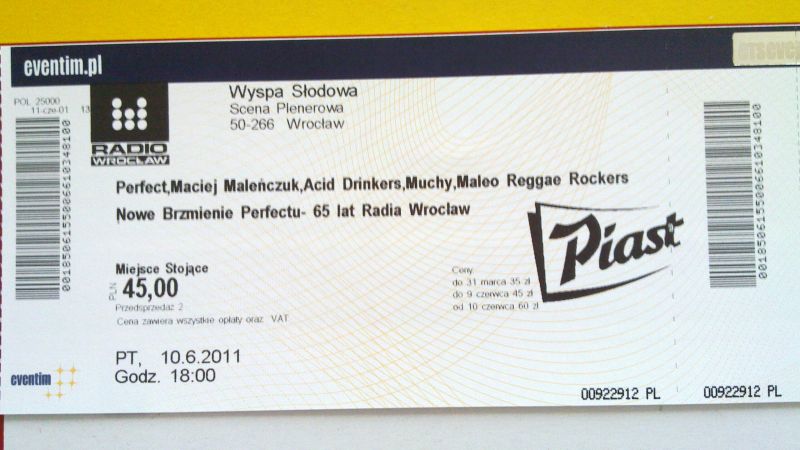 eventim.pl
POL 25000
11-cze-01 13
RADIO
WROCŁAW
Wyspa Słodowa
Scena Plenerowa
50-266 Wrocław
Perfect,Maciej Maleńczuk,Acid Drinkers,Muchy,Maleo Reggae Rockers
Nowe Brzmienie Perfectu- 65 lat Radia Wrocław
Piast
Miejsce Stojące
PLN 45,00
Przedsprzedaż 2
Cena zawiera wszystkie opłaty oraz VAT
Ceny
do 31 marca 35 zł
do 9 czerwca 45 zł
od 10 czerwca 60 zł
PT, 10.6.2011
Godz. 18:00
eventim
00922912 PL
00922912 PL
0018506155006610348100
0018506155006610348100